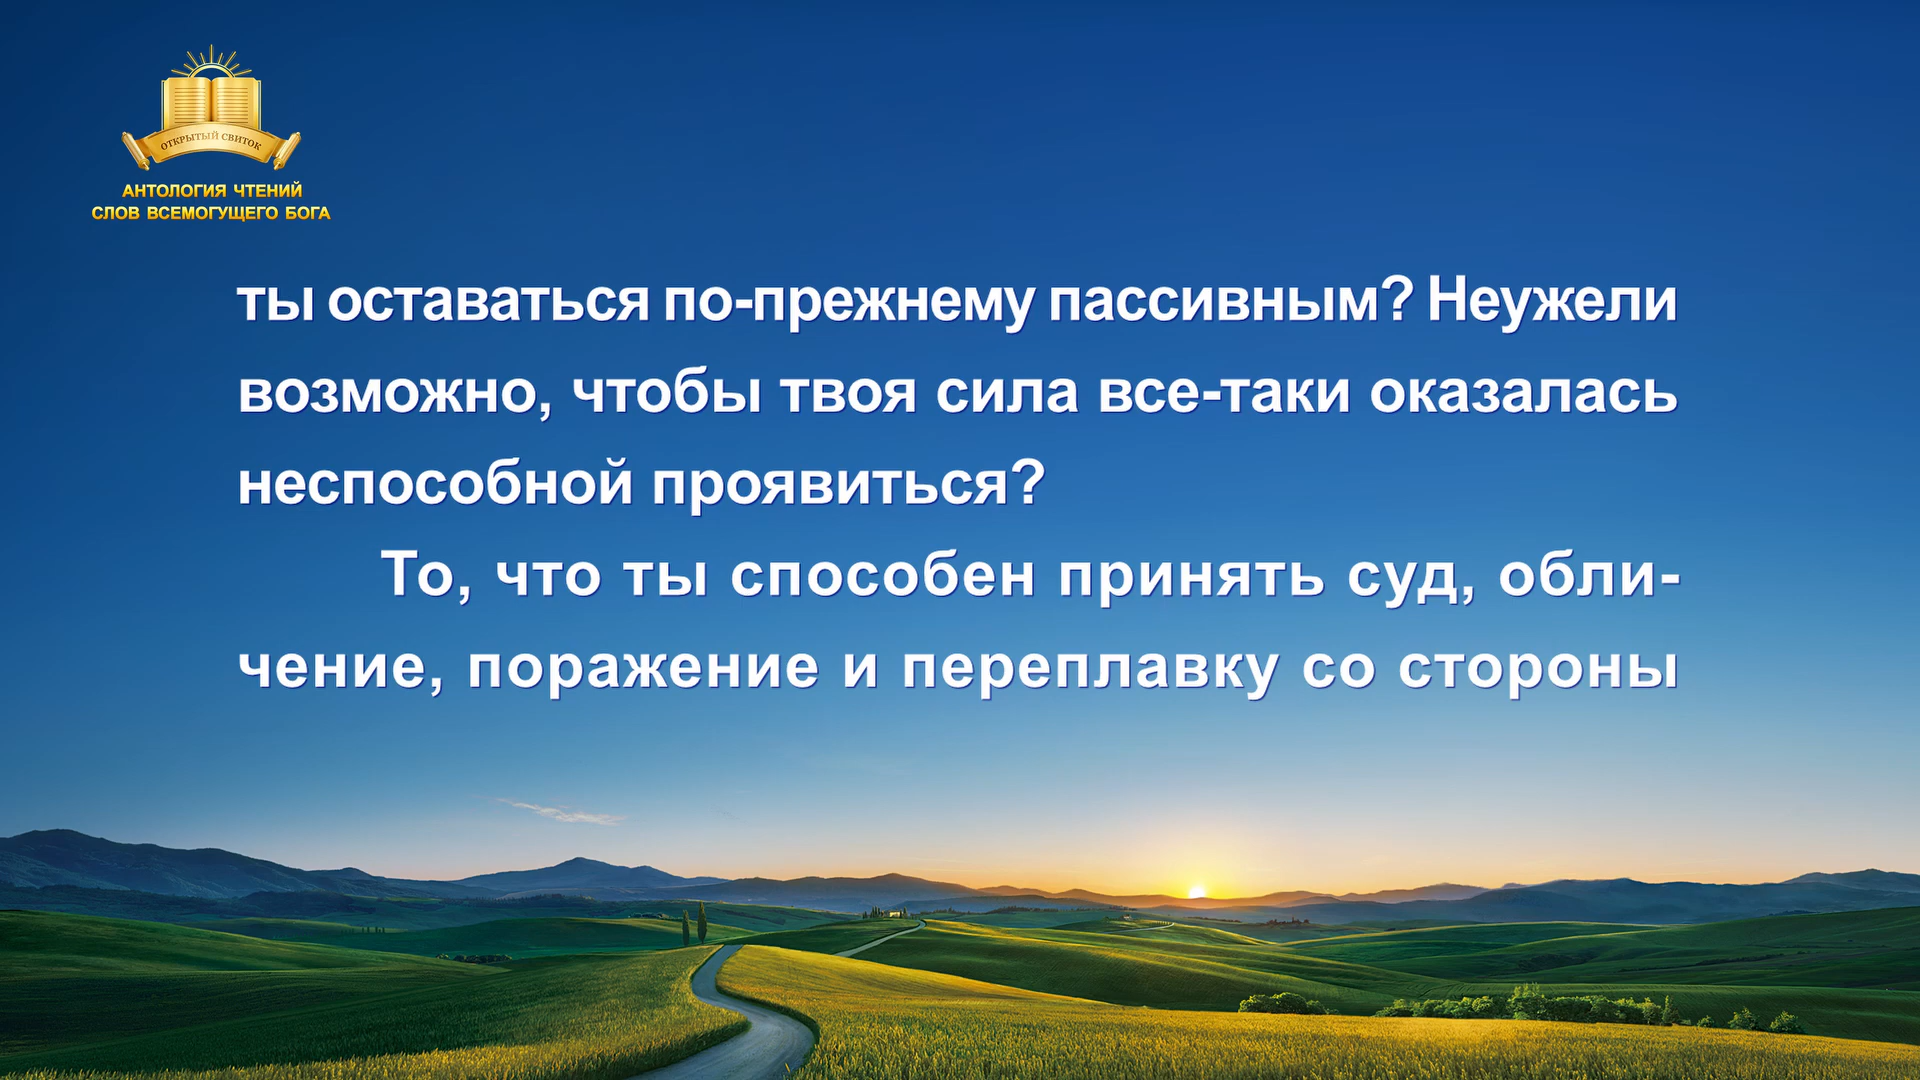 ОТКРЫТЫЙ СВИТОК
АНТОЛОГИЯ ЧТЕНИЙ
СЛОВ ВСЕМОГУЩЕГО БОГА
ты оставаться по-прежнему пассивным? Неужели
возможно, чтобы твоя сила все-таки оказалась
неспособной проявиться?
То, что ты способен принять суд, обли-
чение, поражение и переплавку со стороны